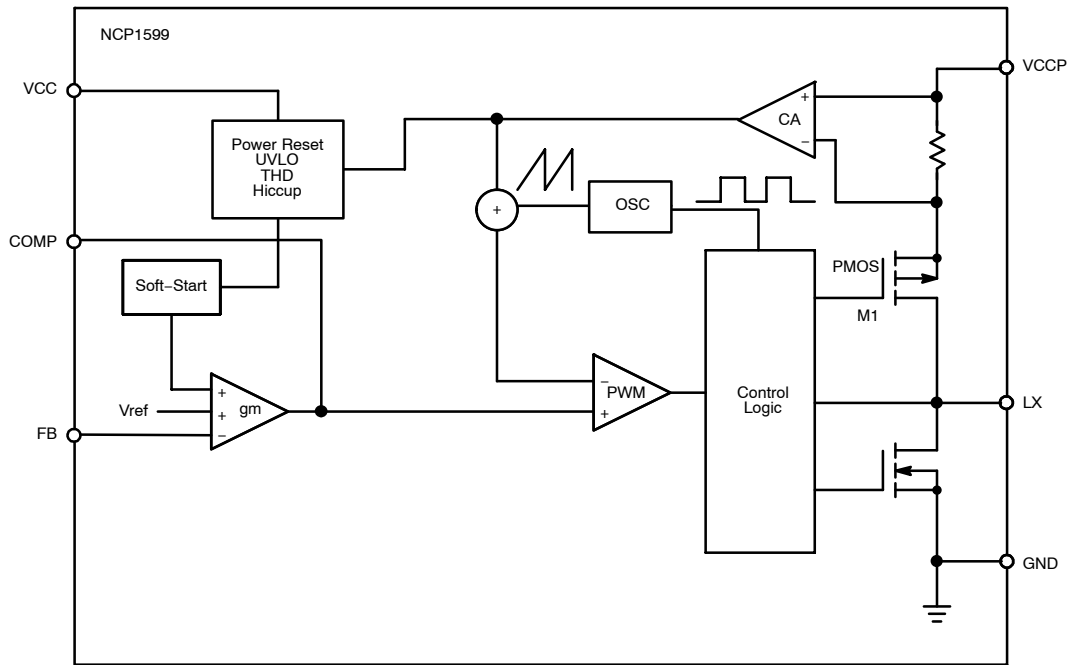 NCP1599
VCC
VCCP
+
CA
−
Power Reset
UVLO
THD
Hiccup
+
OSC
COMP
Soft−Start
PMOS
M1
−
PWM
+
Control
Logic
+
gm
Vref
+
FB
−
LX
GND